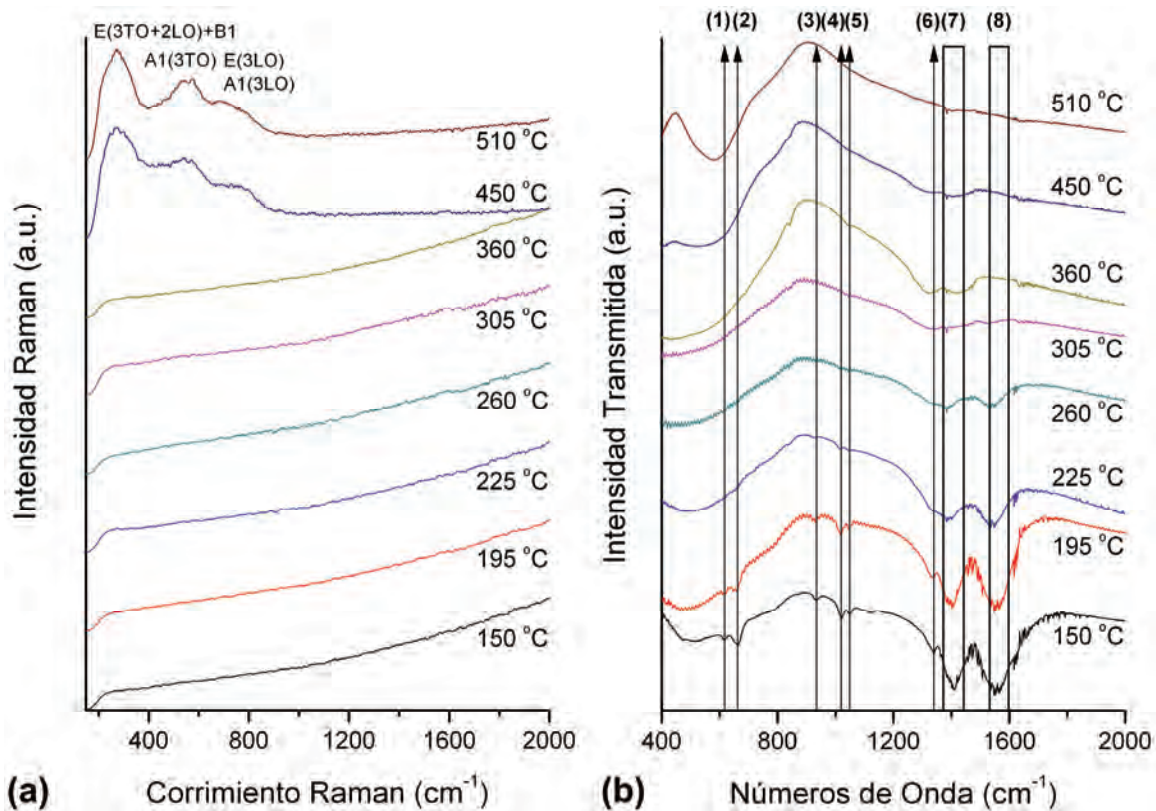 E(3TO+2LO)+B1
A1(3TO) E(3LO)
A1(3LO)
510 °C
450 °C
360 °C
305 °C
260 °C
225 °C
195 °C
150 °C
Intensidad Raman (a.u.)
400 800 1200 1600 2000
(a) Corrimiento Raman (cm⁻¹)
(1) (2) (3) (4) (5) (6) (7) (8)
510 °C
450 °C
360 °C
305 °C
260 °C
225 °C
195 °C
150 °C
Intensidad Transmitida (a.u.)
400 800 1200 1600 2000
(b) Números de Onda (cm⁻¹)